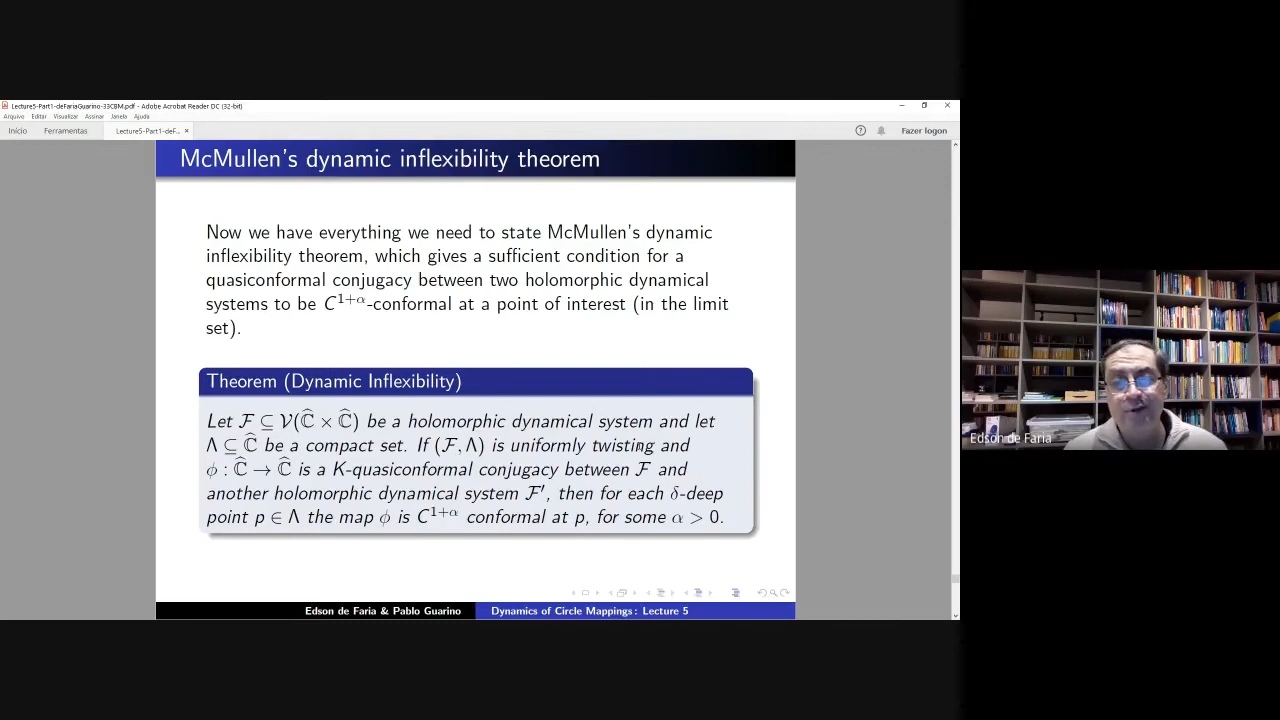 Lecture5-Part1-deFariaGuarino-33CBM.pdf - Adobe Acrobat Reader DC (32-bit)
Arquivo Editar Visualizar Assinar Janela Ajuda
Início Ferramentas Lecture5-Part1-deF... × Fazer logon
McMullen's dynamic inflexibility theorem
Now we have everything we need to state McMullen's dynamic
inflexibility theorem, which gives a sufficient condition for a
quasiconformal conjugacy between two holomorphic dynamical
systems to be C^{1+α}-conformal at a point of interest (in the limit
set).
Theorem (Dynamic Inflexibility)
Let ℱ ⊆ 𝒱(Ĉ × Ĉ) be a holomorphic dynamical system and let
Λ ⊆ Ĉ be a compact set. If (ℱ, Λ) is uniformly twisting and
ϕ : Ĉ → Ĉ is a K-quasiconformal conjugacy between ℱ and
another holomorphic dynamical system ℱ′, then for each δ-deep
point p ∈ Λ the map ϕ is C^{1+α} conformal at p, for some α > 0.
Edson de Faria & Pablo Guarino Dynamics of Circle Mappings: Lecture 5
Edson de Faria